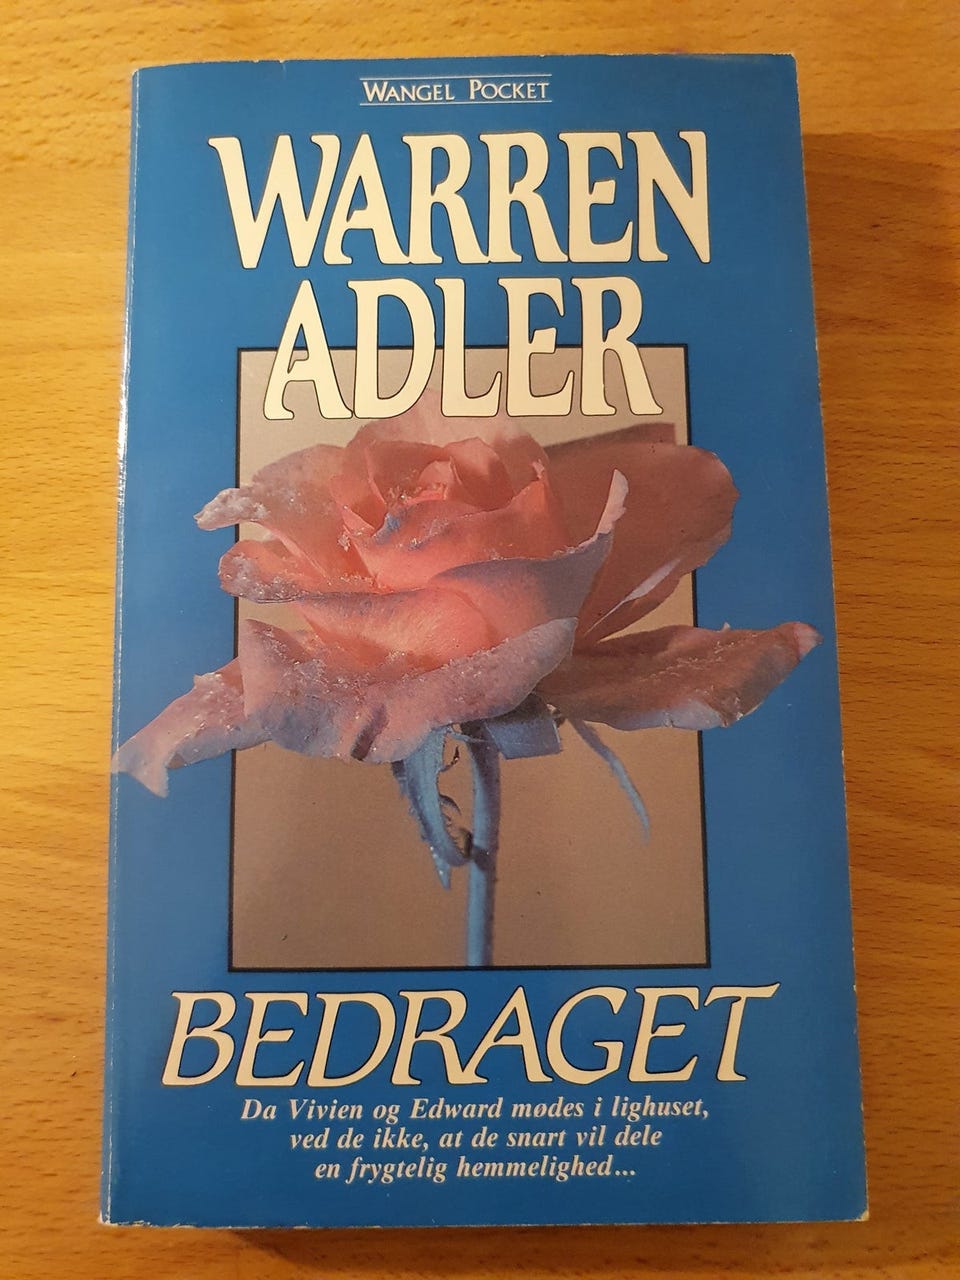 WANGEL POCKET
WARREN
ADLER
BEDRAGET
Da Vivien og Edward mødes i lighuset,
ved de ikke, at de snart vil dele
en frygtelig hemmelighed...